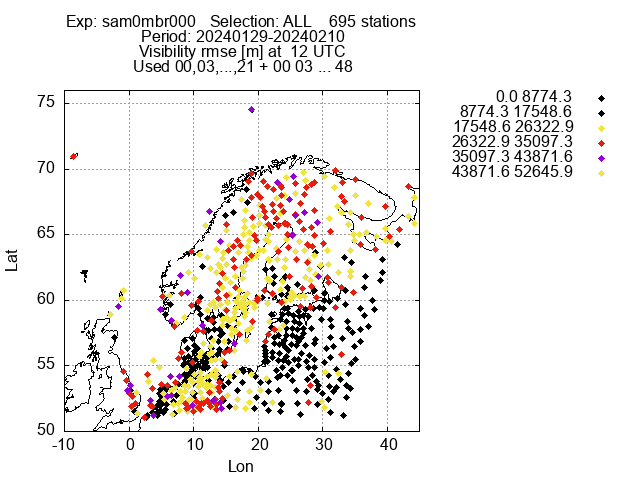 Exp: sam0mbr000 Selection: ALL 695 stations
Period: 20240129-20240210
Visibility rmse [m] at 12 UTC
Used 00,03,...,21 + 00 03 ... 48
0.0 8774.3
8774.3 17548.6
17548.6 26322.9
26322.9 35097.3
35097.3 43871.6
43871.6 52645.9
75
70
65
60
55
50
Lat
-10 0 10 20 30 40
Lon